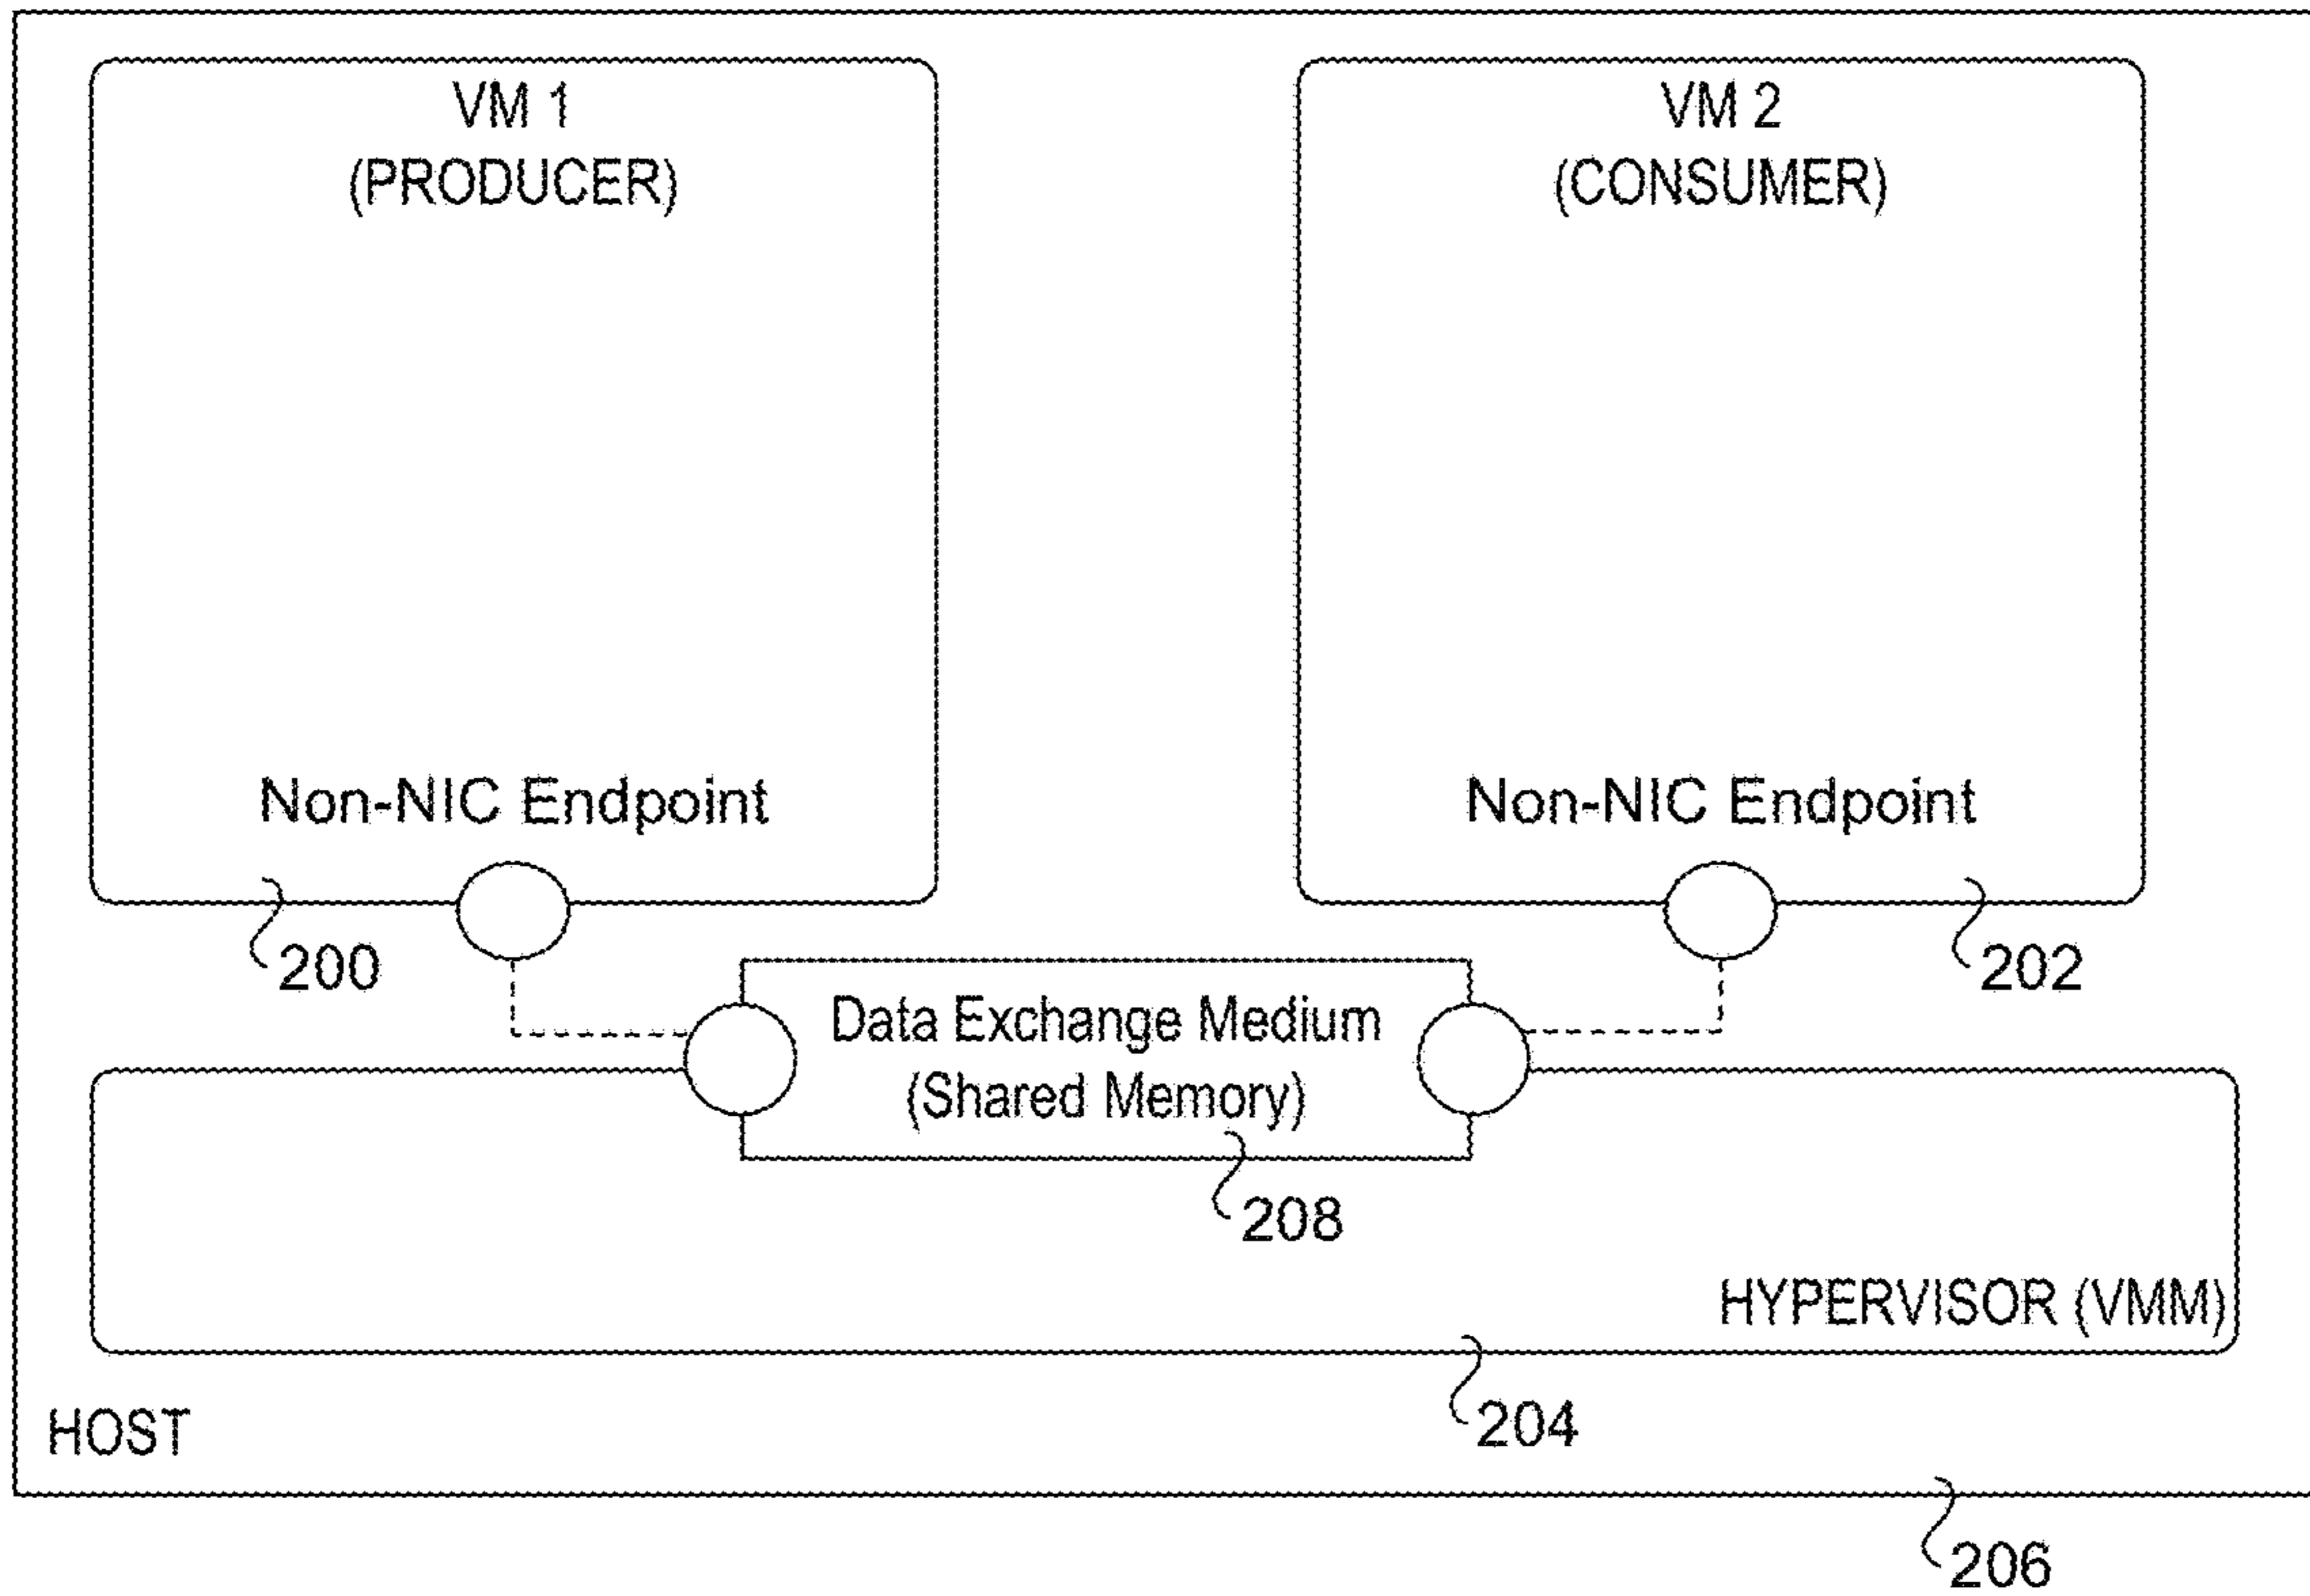 VM 1
(PRODUCER)
VM 2
(CONSUMER)
Non-NIC Endpoint
Non-NIC Endpoint
200
202
Data Exchange Medium
(Shared Memory)
208
HYPERVISOR (VMM)
204
HOST
206